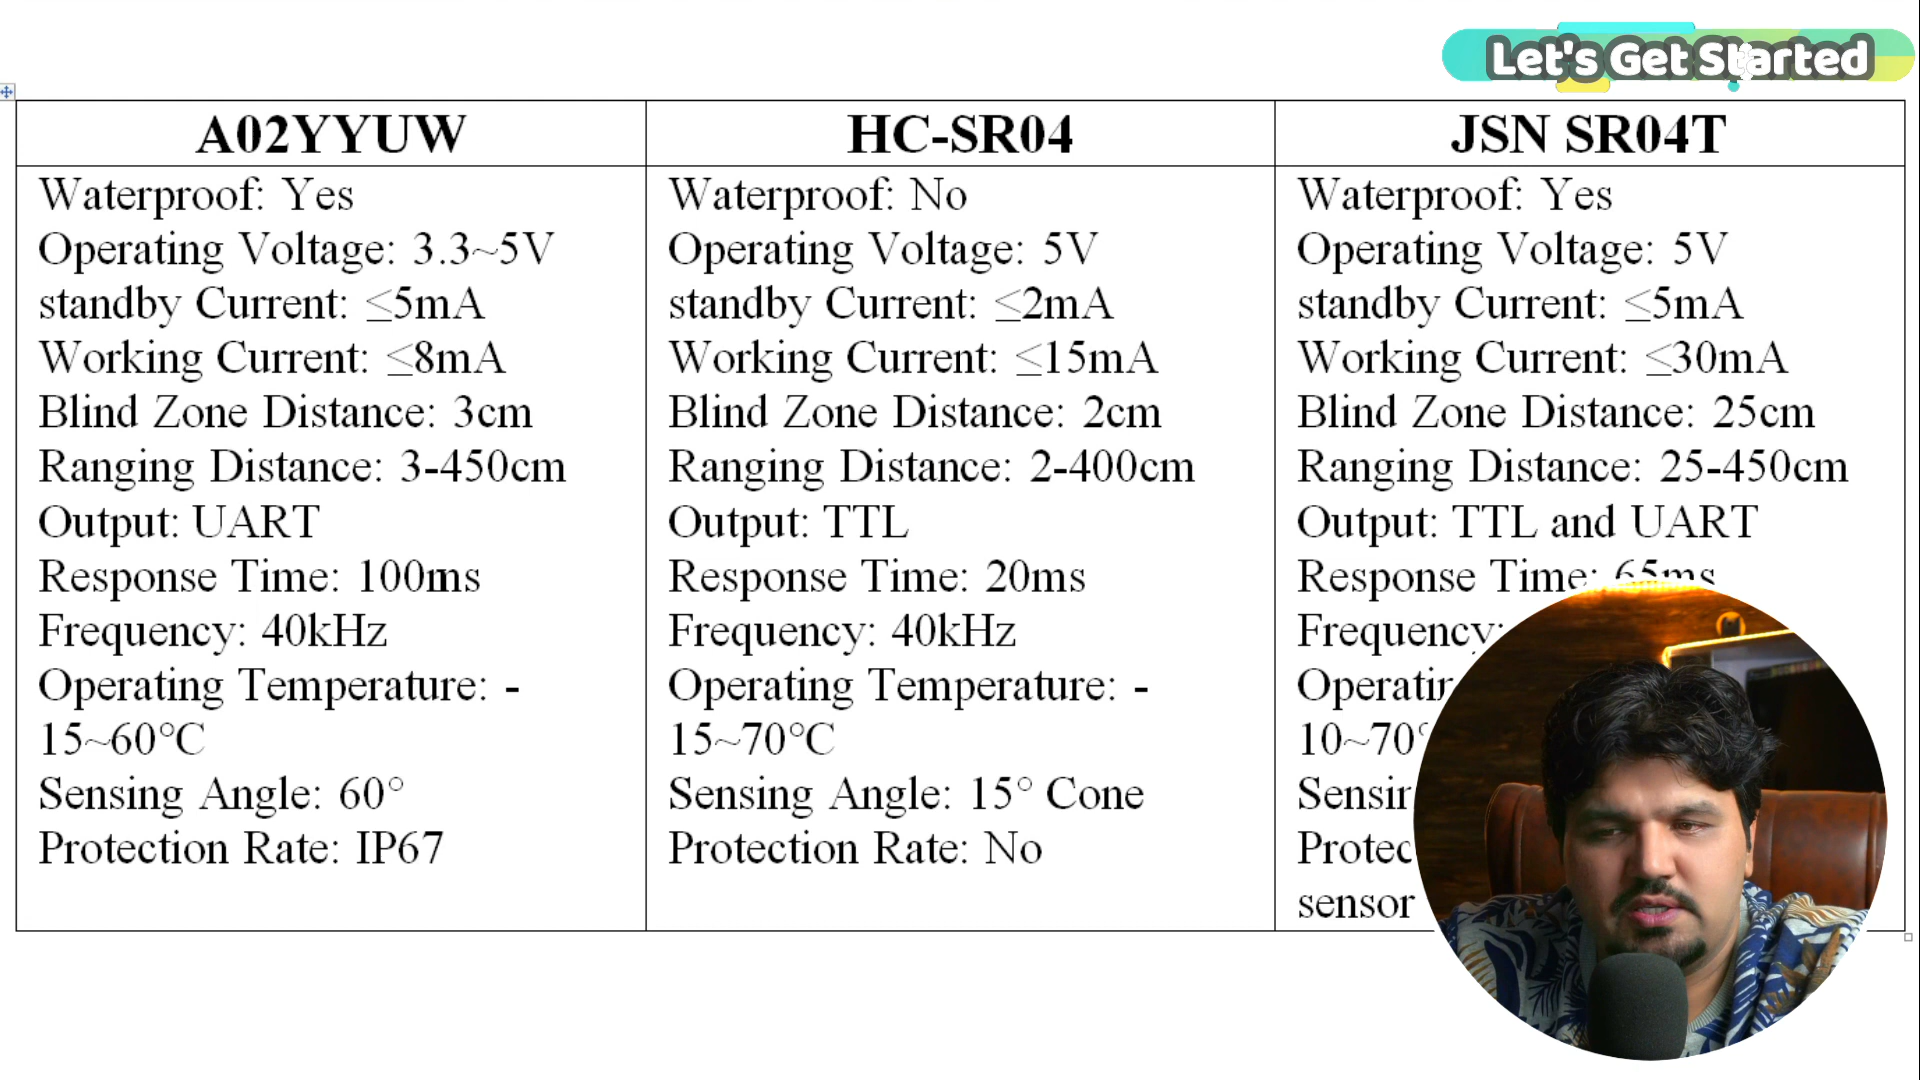 Let's Get Started
A02YYUW
Waterproof: Yes
Operating Voltage: 3.3~5V
standby Current: ≤5mA
Working Current: ≤8mA
Blind Zone Distance: 3cm
Ranging Distance: 3-450cm
Output: UART
Response Time: 100ms
Frequency: 40kHz
Operating Temperature: -
15~60°C
Sensing Angle: 60°
Protection Rate: IP67
HC-SR04
Waterproof: No
Operating Voltage: 5V
standby Current: ≤2mA
Working Current: ≤15mA
Blind Zone Distance: 2cm
Ranging Distance: 2-400cm
Output: TTL
Response Time: 20ms
Frequency: 40kHz
Operating Temperature: -
15~70°C
Sensing Angle: 15° Cone
Protection Rate: No
JSN SR04T
Waterproof: Yes
Operating Voltage: 5V
standby Current: ≤5mA
Working Current: ≤30mA
Blind Zone Distance: 25cm
Ranging Distance: 25-450cm
Output: TTL and UART
Response Time: 65ms
Frequency:
10~70°
sensor